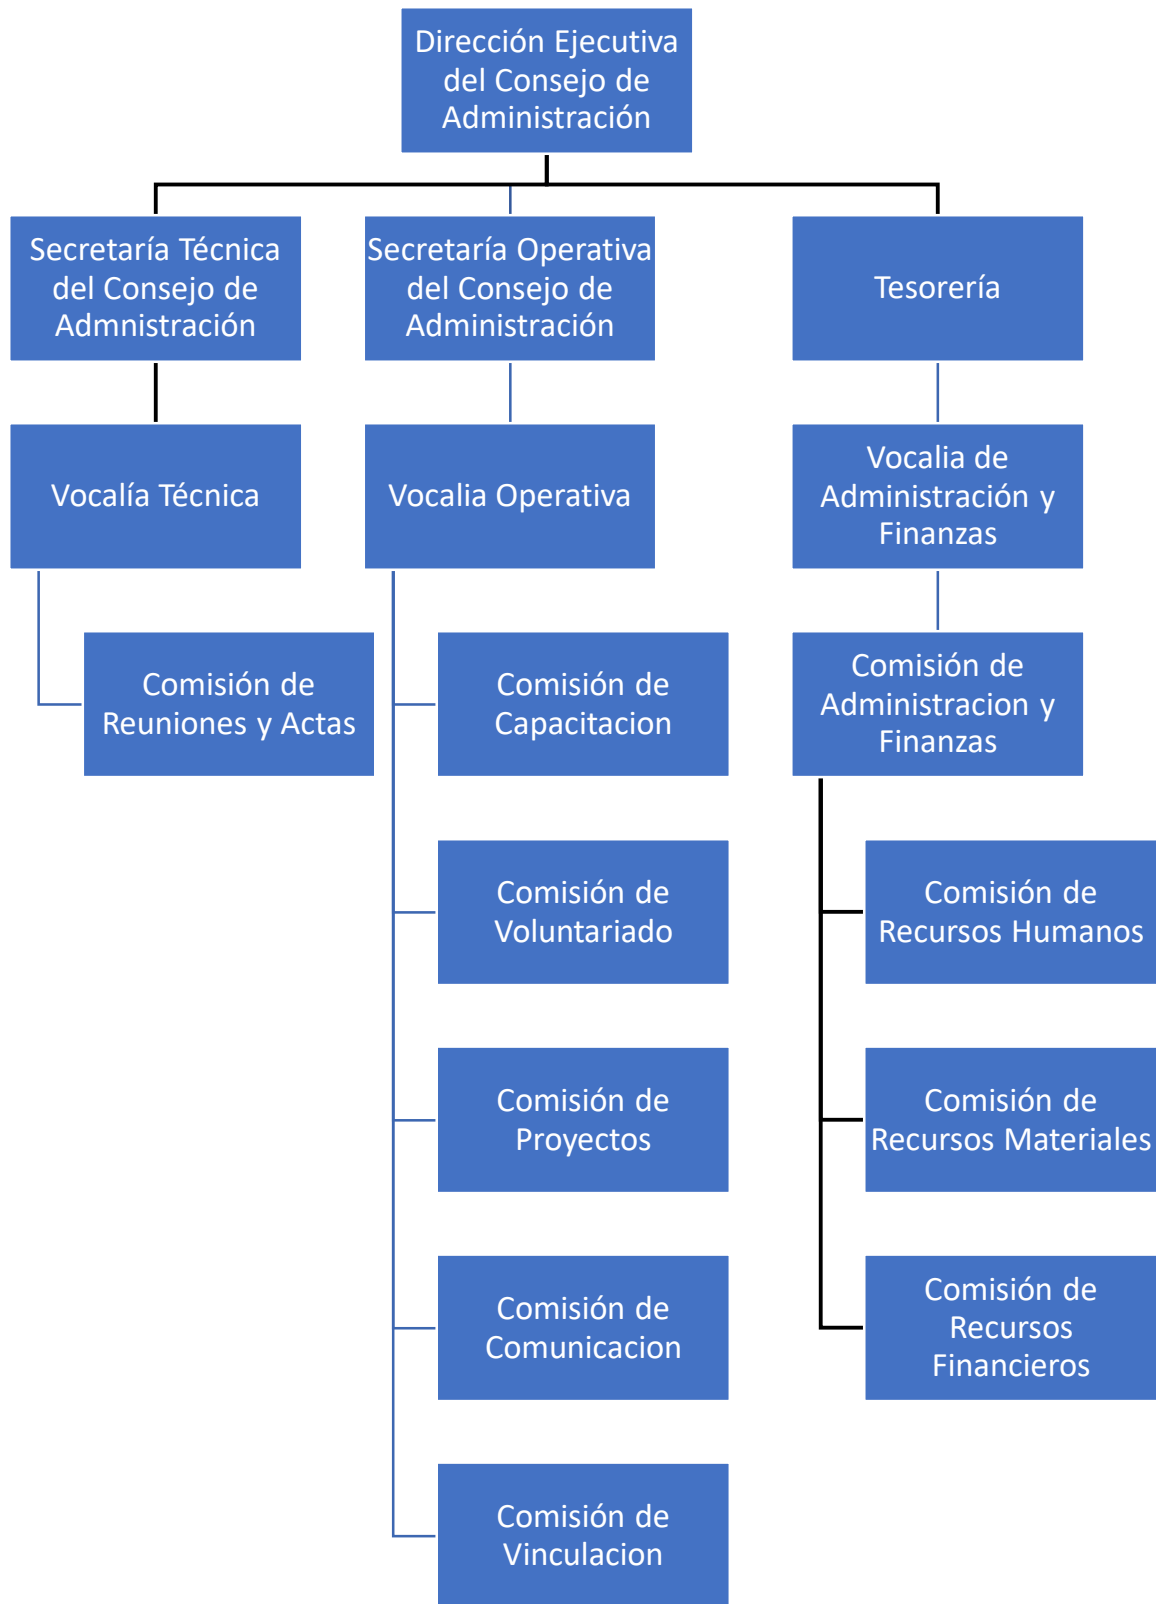 Dirección Ejecutiva
del Consejo de
Administración
Secretaría Técnica
del Consejo de
Admnistración
Secretaría Operativa
del Consejo de
Administración
Tesorería
Vocalía Técnica
Vocalia Operativa
Vocalia de
Administración y
Finanzas
Comisión de
Reuniones y Actas
Comisión de
Capacitacion
Comisión de
Administracion y
Finanzas
Comisión de
Voluntariado
Comisión de
Recursos Humanos
Comisión de
Proyectos
Comisión de
Recursos Materiales
Comisión de
Comunicacion
Comisión de
Recursos
Financieros
Comisión de
Vinculacion